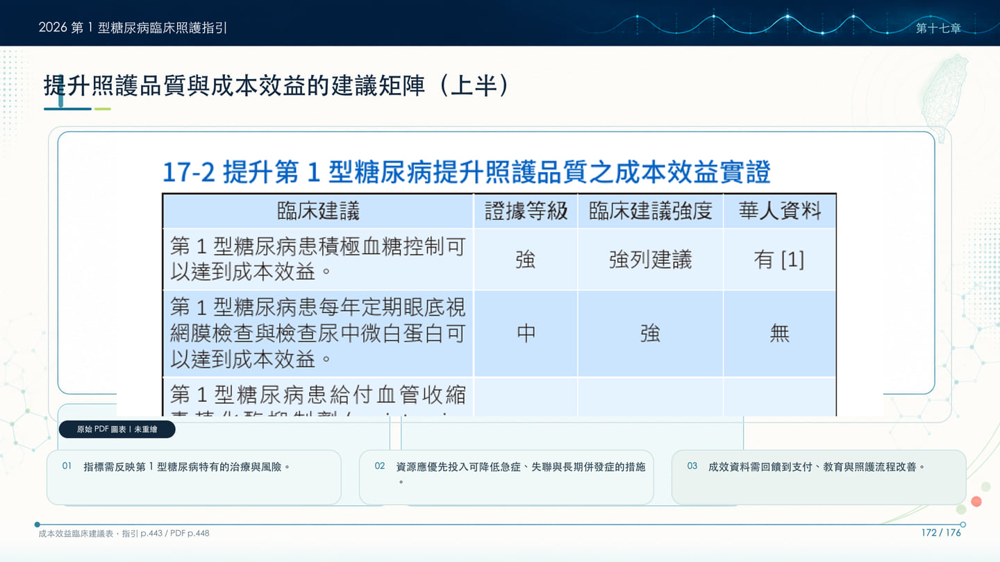 2026 第 1 型糖尿病臨床照護指引
第十七章
提升照護品質與成本效益的建議矩陣（上半）
17-2 提升第 1 型糖尿病提升照護品質之成本效益實證
臨床建議 證據等級 臨床建議強度 華人資料
第 1 型糖尿病患積極血糖控制可
以達到成本效益。
強 強列建議 有 [1]
第 1 型糖尿病患每年定期眼底視
網膜檢查與檢查尿中微白蛋白可
以達到成本效益。
中 強 無
第 1 型糖尿病患給付血管收縮
原始 PDF 圖表｜未重繪
01 指標需反映第 1 型糖尿病特有的治療與風險。
02 資源應優先投入可降低急症、失聯與長期併發症的措施
。
03 成效資料需回饋到支付、教育與照護流程改善。
成本效益臨床建議表・指引 p.443 / PDF p.448
172 / 176